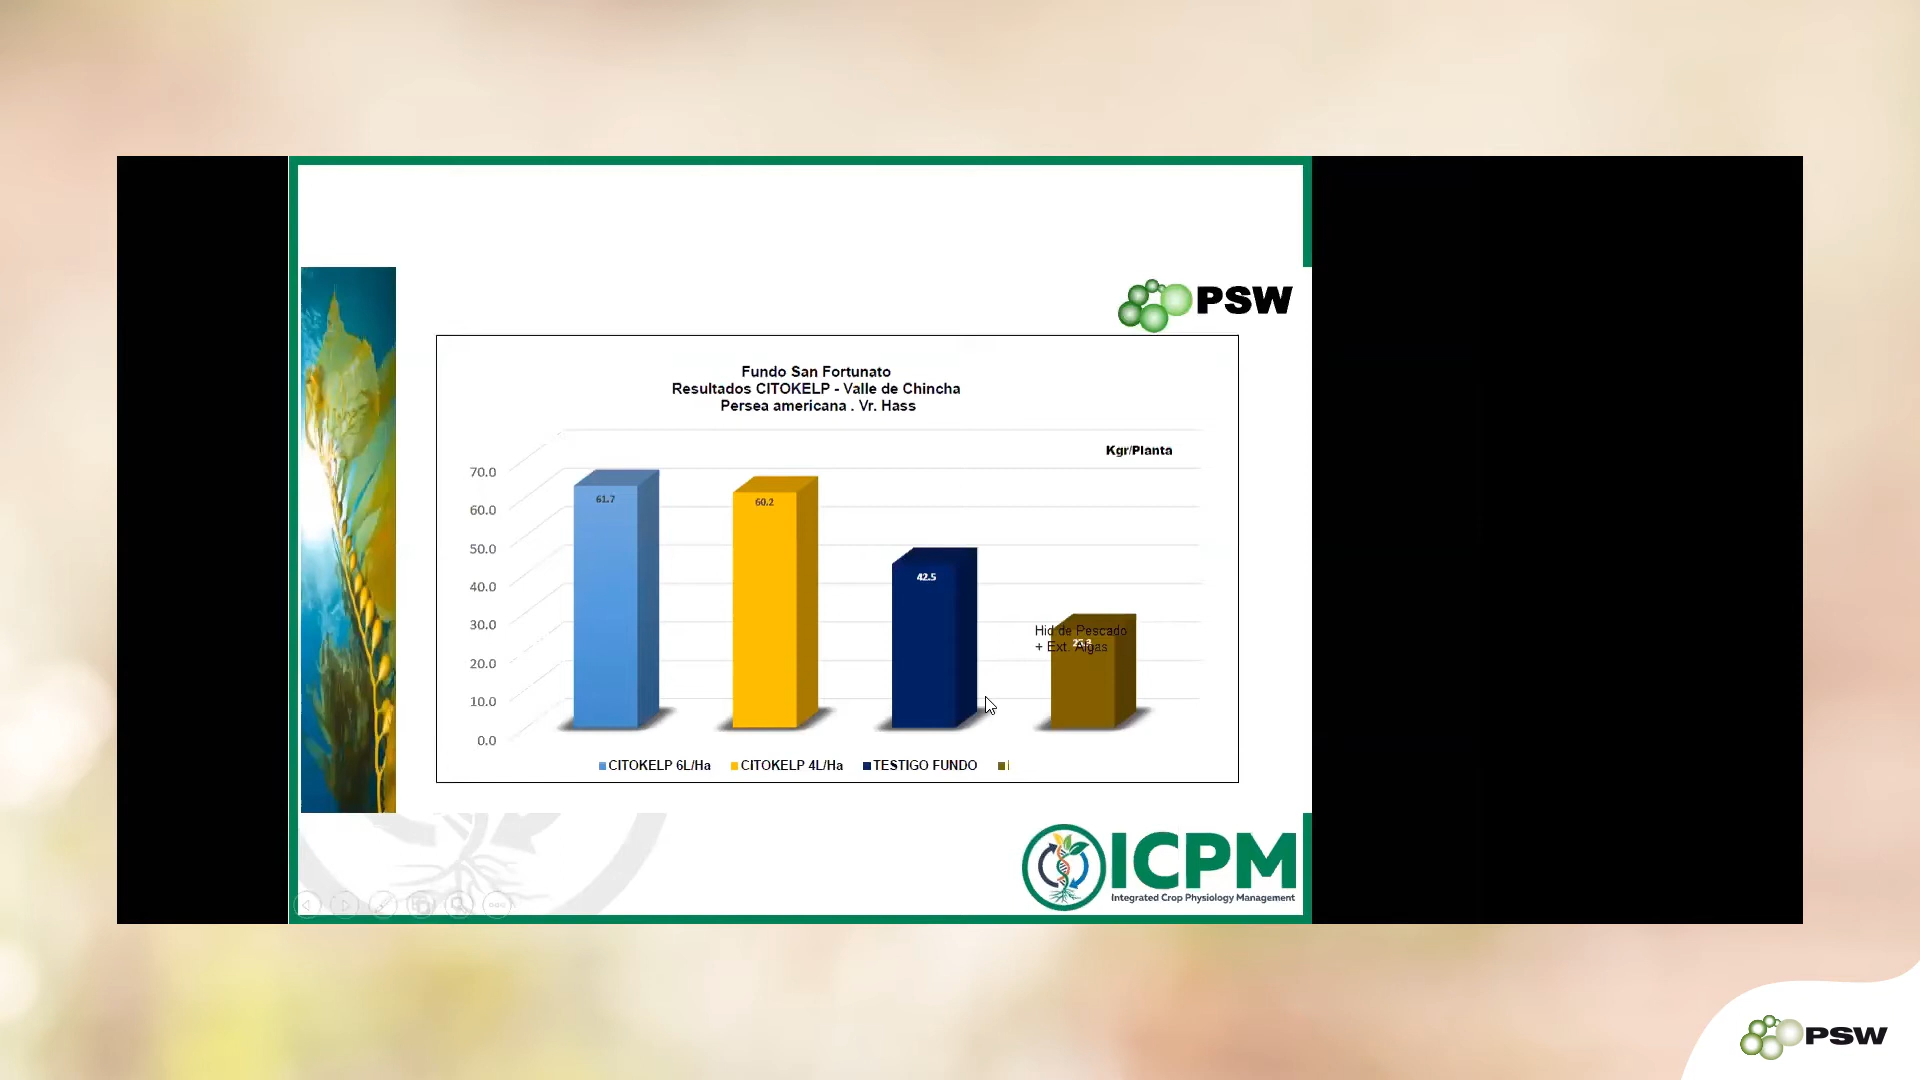 PSW
Fundo San Fortunato
Resultados CITOKELP - Valle de Chincha
Persea americana . Vr. Hass
Kgr/Planta
70.0
60.0
50.0
40.0
30.0
20.0
10.0
0.0
61.7
60.2
42.5
Hid de Pescado
+ Ext. Algas
CITOKELP 6L/Ha
CITOKELP 4L/Ha
TESTIGO FUNDO
ICPM
Integrated Crop Physiology Management
PSW